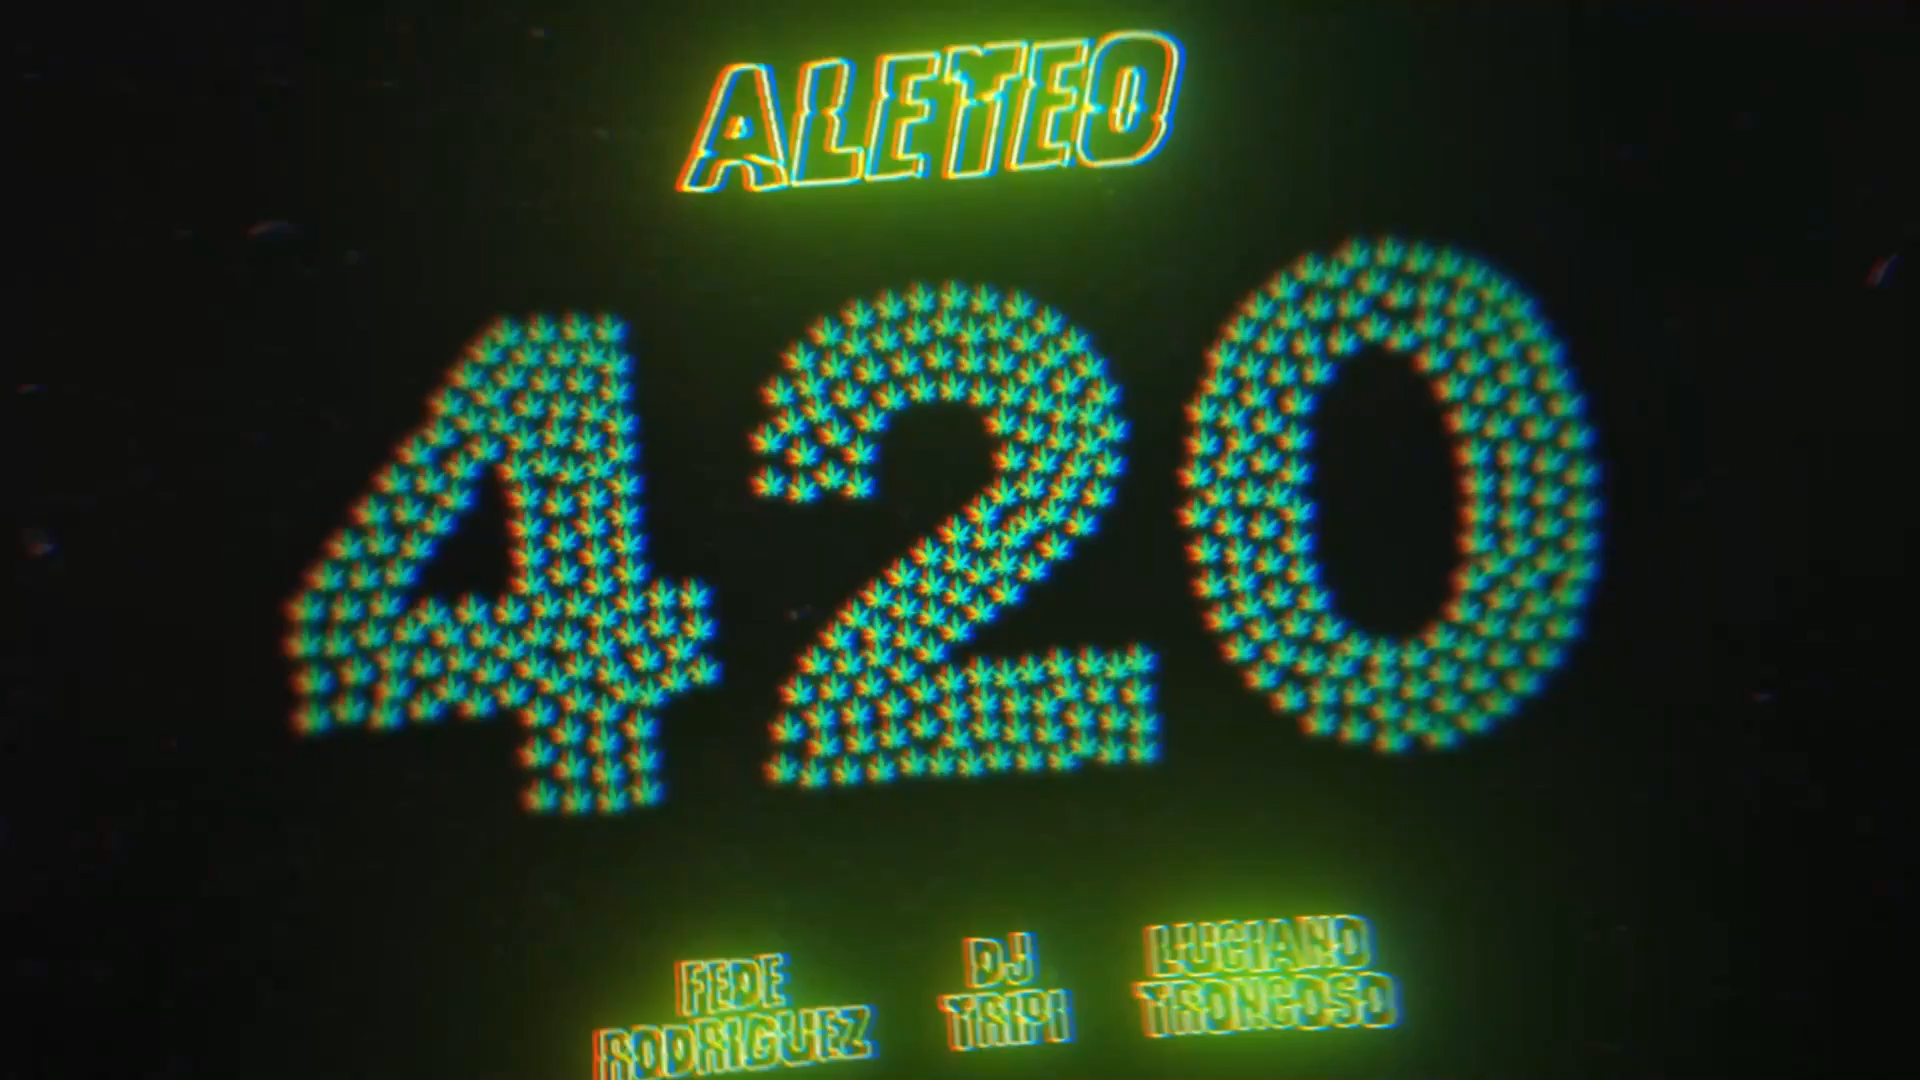 ALETEO
420
FEDE
RODRIGUEZ
DJ
TRIPI
LUCIANO
TRONCOSO